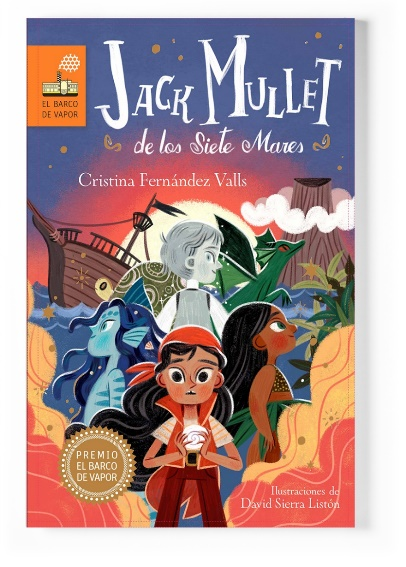 EL BARCO
DE VAPOR
JACK MULLET
de los Siete Mares
Cristina Fernández Valls
PREMIO
EL BARCO
DE VAPOR
Ilustraciones de
David Sierra Listón